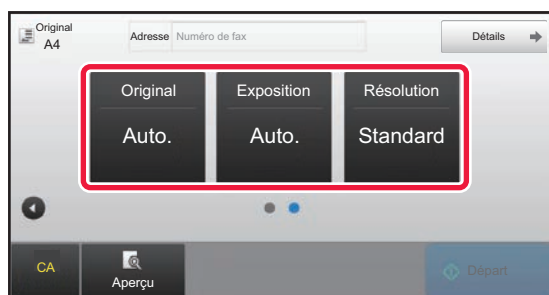 Original
A4
Adresse Numéro de fax
Détails
Original Exposition Résolution
Auto. Auto. Standard
CA
Aperçu
Départ